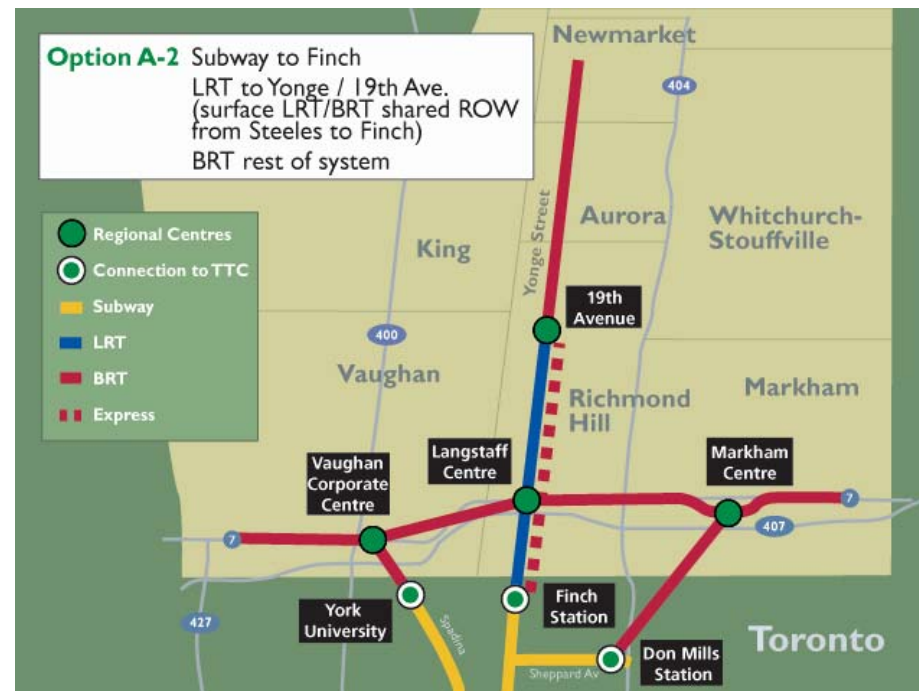 Option A-2 Subway to Finch
LRT to Yonge / 19th Ave.
(surface LRT/BRT shared ROW
from Steeles to Finch)
BRT rest of system
Regional Centres
Connection to TTC
Subway
LRT
BRT
Express
Newmarket
404
Yonge Street
Aurora
Whitchurch-
Stouffville
King
19th
Avenue
400
Vaughan
Richmond
Hill
Markham
Vaughan
Corporate
Centre
Langstaff
Centre
Markham
Centre
7
7
407
427
York
University
Spadina
Finch
Station
Sheppard Av
Don Mills
Station
Toronto